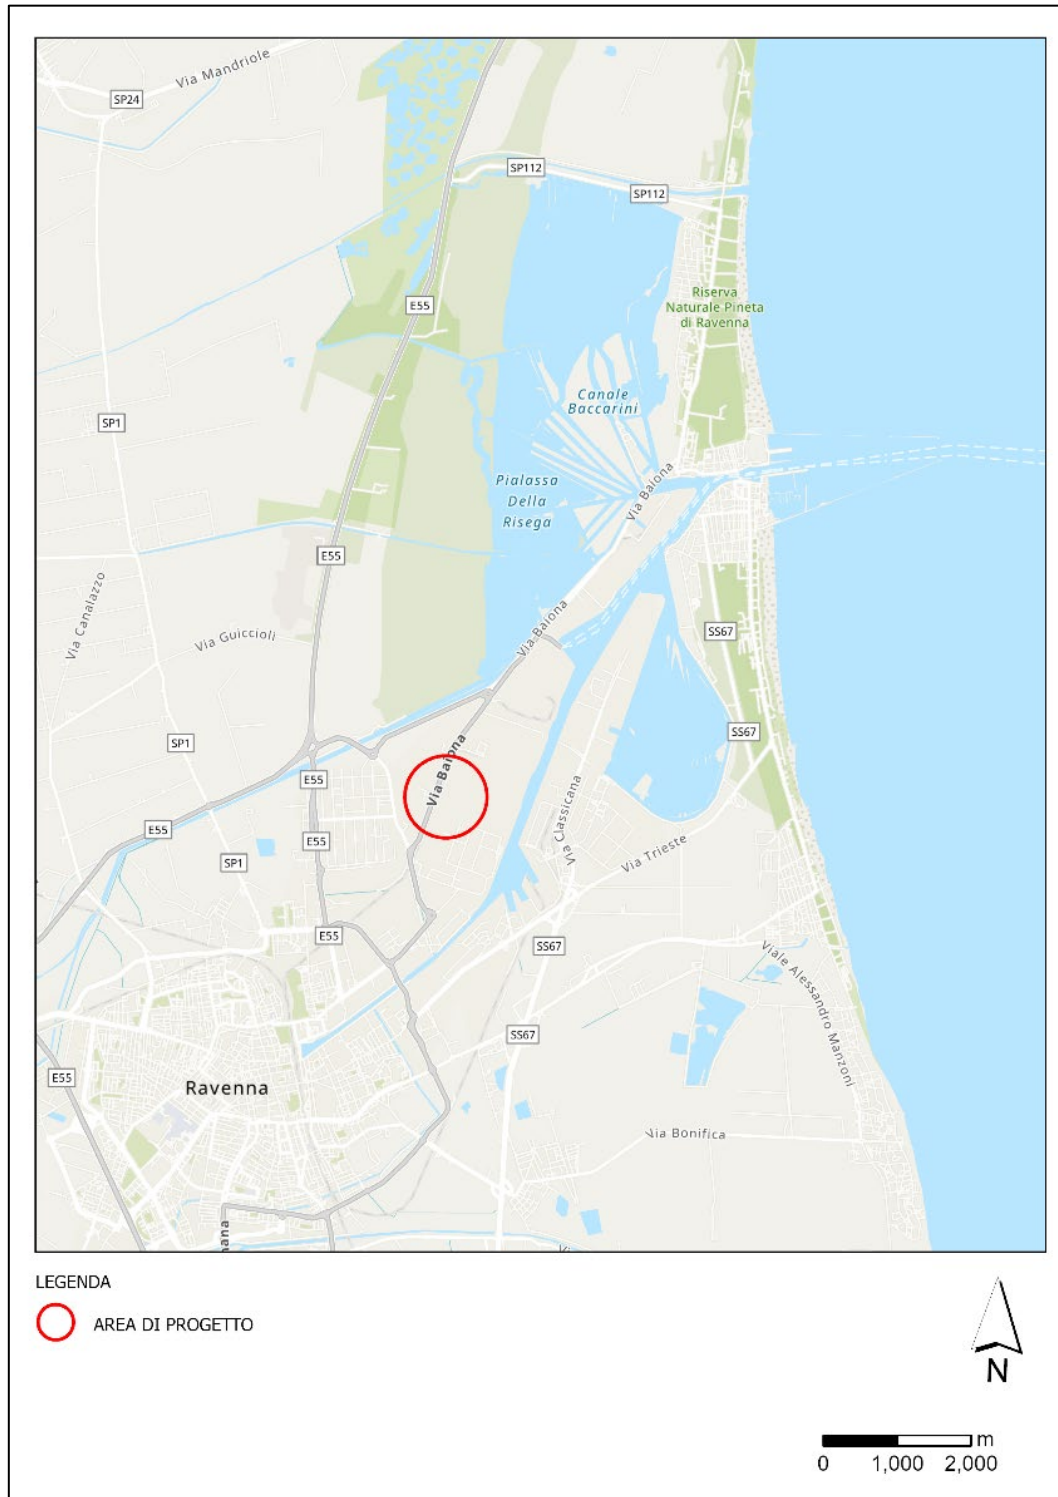 Via Mandriole
SP24
SP112
SP112
E55
Riserva
Naturale Pineta
di Ravenna
Canale
Baccarini
SP1
Pialassa
Della
Risega
Via Baiona
E55
Via Canalazzo
Via Guiccioli
Via Baiona
SS67
SP1
SS67
Via Baiona
E55
E55
E55
SP1
Via Classicana
Via Trieste
E55
SS67
Viale Alessandro Manzoni
SS67
E55
Ravenna
Via Bonifica
LEGENDA
AREA DI PROGETTO
N
m
0 1,000 2,000